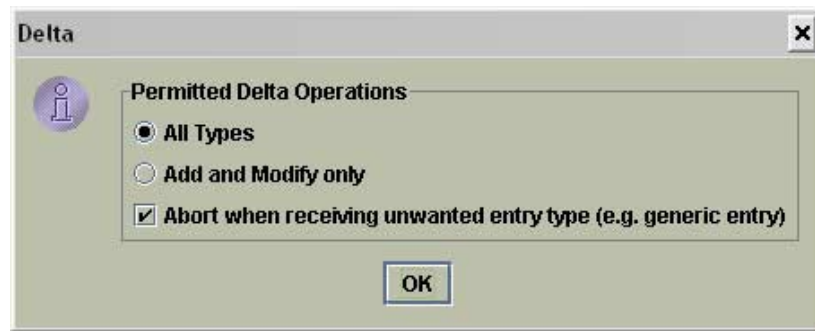 Delta
Permitted Delta Operations
All Types
Add and Modify only
Abort when receiving unwanted entry type (e.g. generic entry)
OK